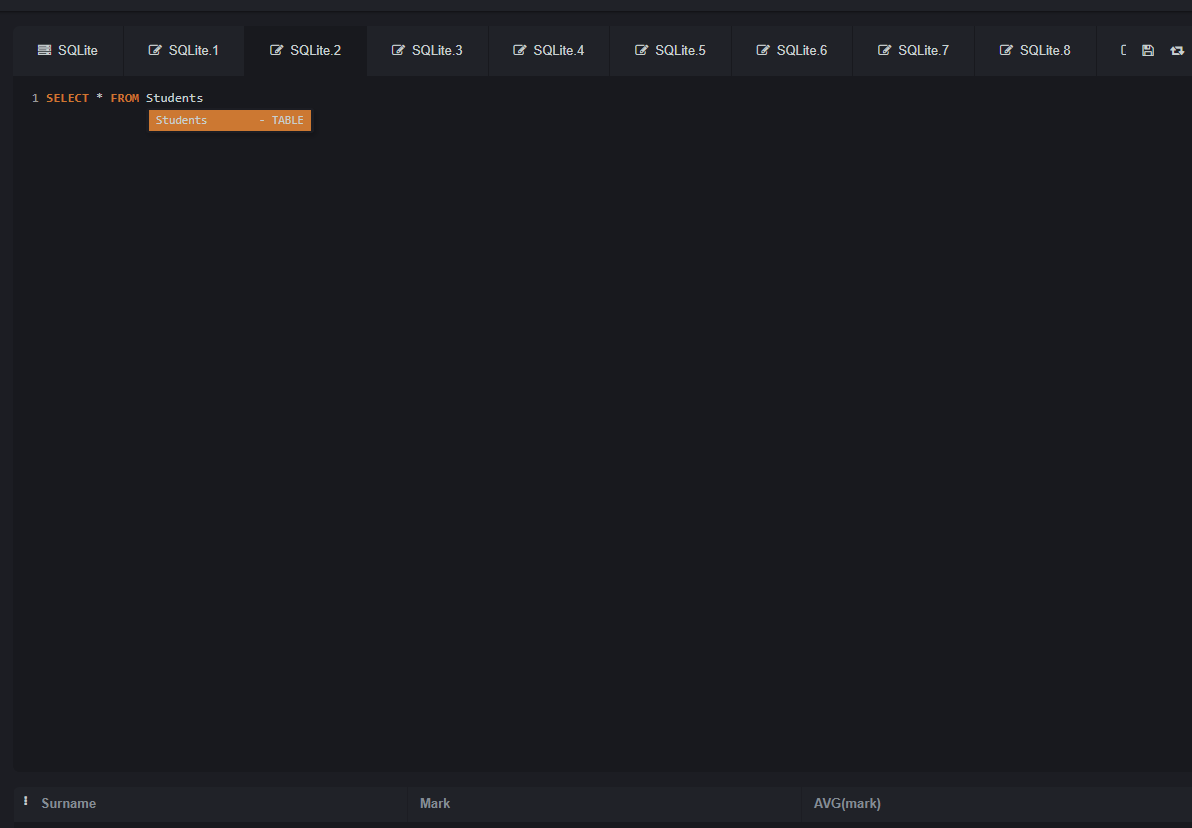 SQLite SQLite.1 SQLite.2 SQLite.3 SQLite.4 SQLite.5 SQLite.6 SQLite.7 SQLite.8
1 SELECT * FROM Students
Students - TABLE
Surname Mark AVG(mark)